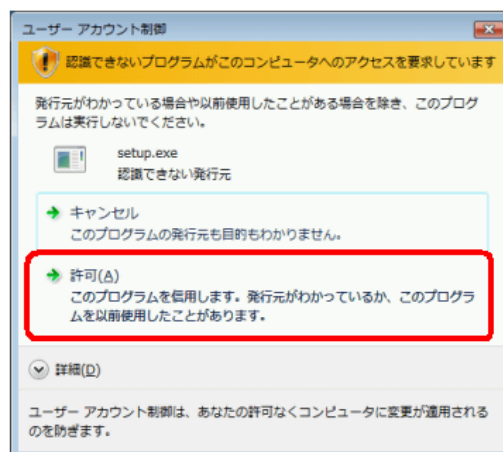 ユーザー アカウント制御
認識できないプログラムがこのコンピュータへのアクセスを要求しています
発行元がわかっている場合や以前使用したことがある場合を除き、このプログ
ラムは実行しないでください。
setup.exe
認識できない発行元
キャンセル
このプログラムの発行元も目的もわかりません。
許可(A)
このプログラムを信用します。発行元がわかっているか、このプログラ
ムを以前使用したことがあります。
詳細(D)
ユーザー アカウント制御は、あなたの許可なくコンピュータに変更が適用される
のを防ぎます。